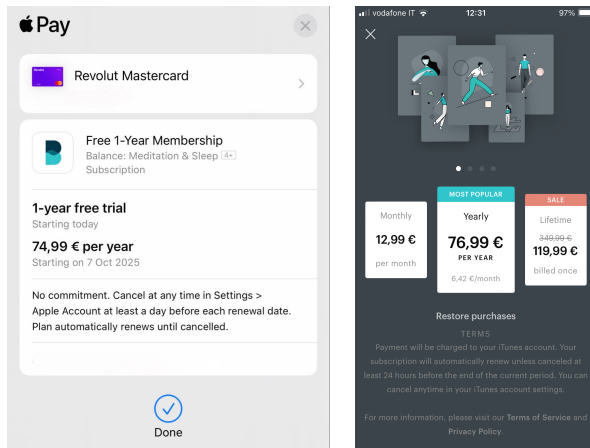 Pay
Revolut Mastercard
Free 1-Year Membership
Balance: Meditation & Sleep 4+
Subscription
1-year free trial
Starting today
74,99 € per year
Starting on 7 Oct 2025
No commitment. Cancel at any time in Settings >
Apple Account at least a day before each renewal date.
Plan automatically renews until cancelled.
Done
vodafone IT 12:31 97%
MOST POPULAR
SALE
Monthly
12,99 €
per month
Yearly
76,99 €
PER YEAR
6,42 €/month
Lifetime
349,99 €
119,99 €
billed once
Restore purchases
TERMS
Payment will be charged to your iTunes account. Your
subscription will automatically renew unless canceled at
least 24 hours before the end of the current period. You can
cancel anytime in your iTunes account settings.
For more information, please visit our Terms of Service and
Privacy Policy.